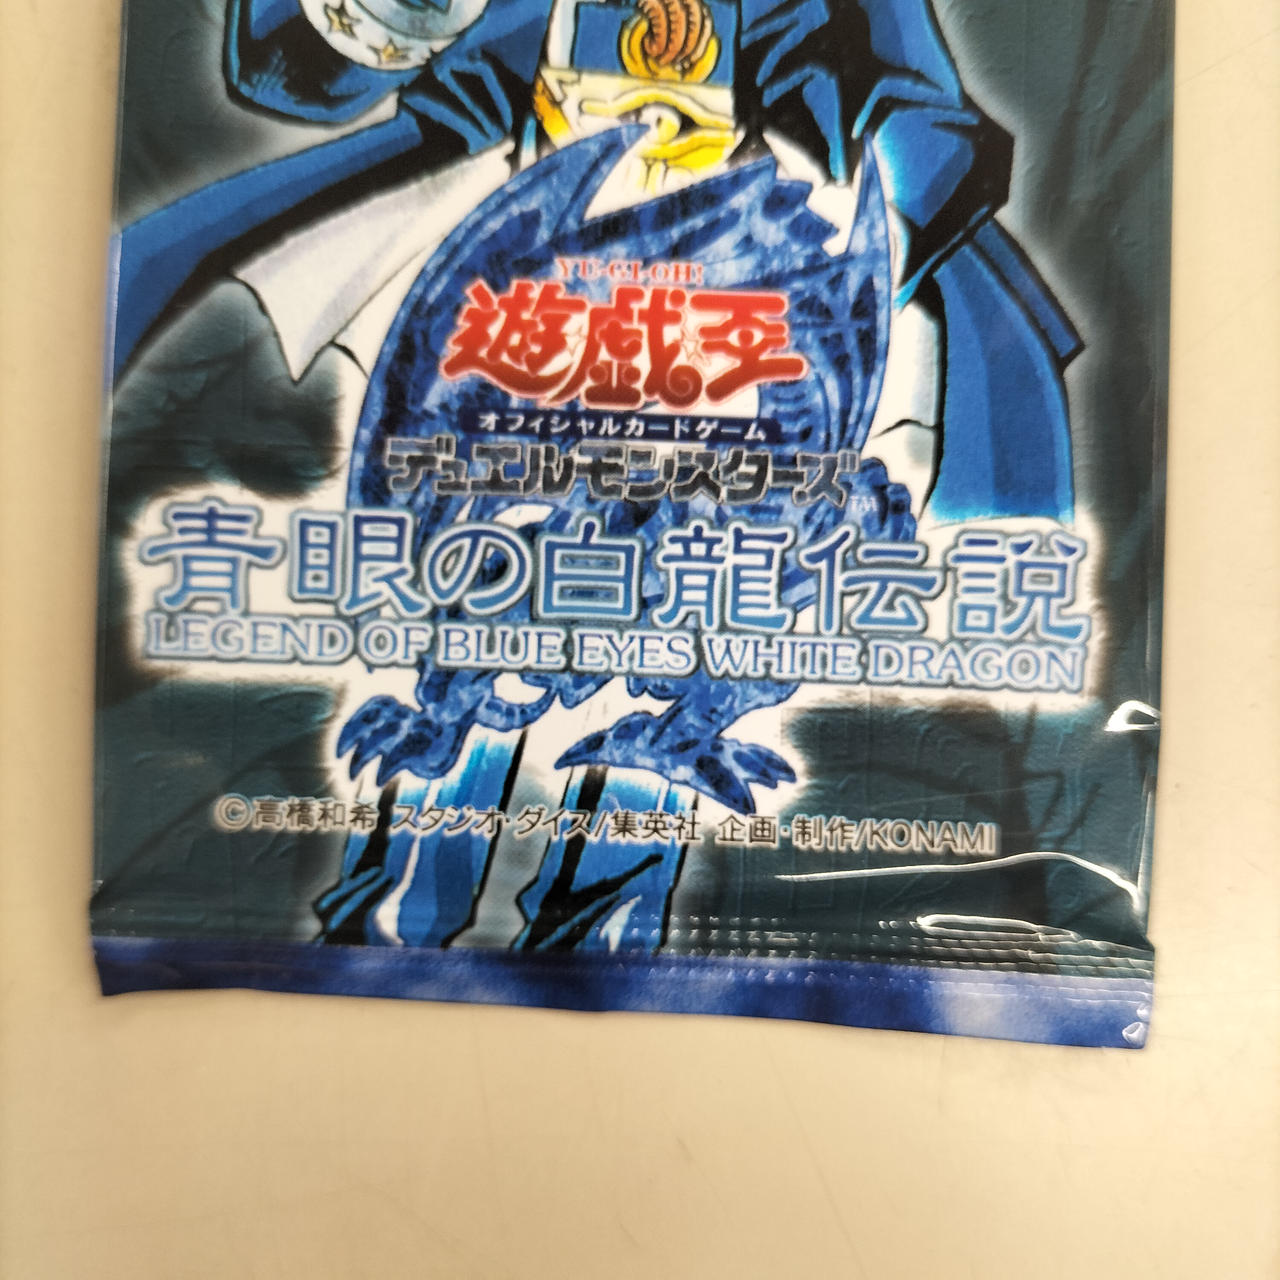 YU-GI-OH!
遊戯王
オフィシャルカードゲーム
デュエルモンスターズ™
青眼の白龍伝説
LEGEND OF BLUE EYES WHITE DRAGON
©高橋和希 スタジオ・ダイス/集英社 企画・制作/KONAMI